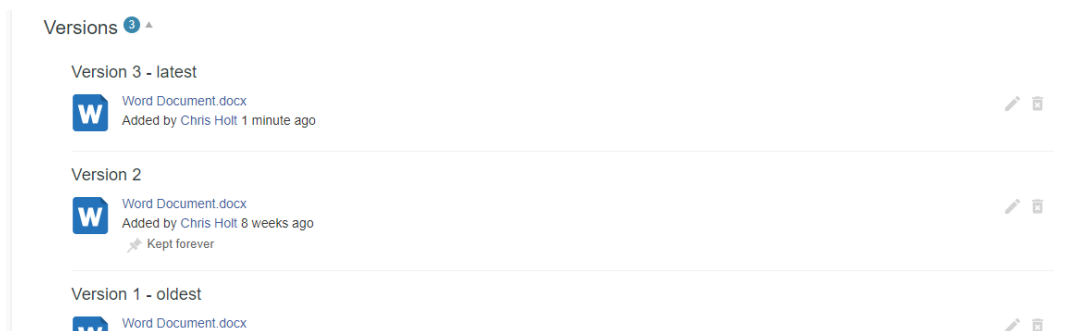 Versions 3
Version 3 - latest
W
Word Document.docx
Added by Chris Holt 1 minute ago
Version 2
W
Word Document.docx
Added by Chris Holt 8 weeks ago
Kept forever
Version 1 - oldest
W
Word Document.docx